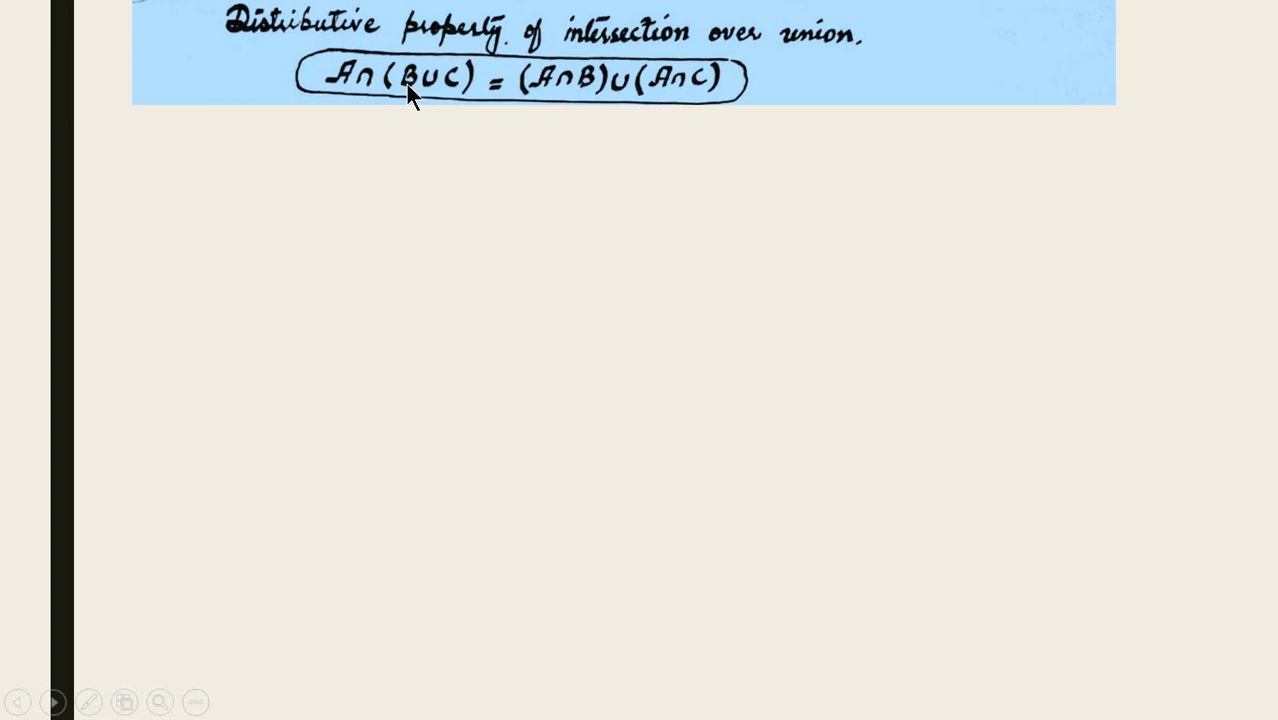 Distributive property of intersection over union.
A∩(B∪C) = (A∩B)∪(A∩C)